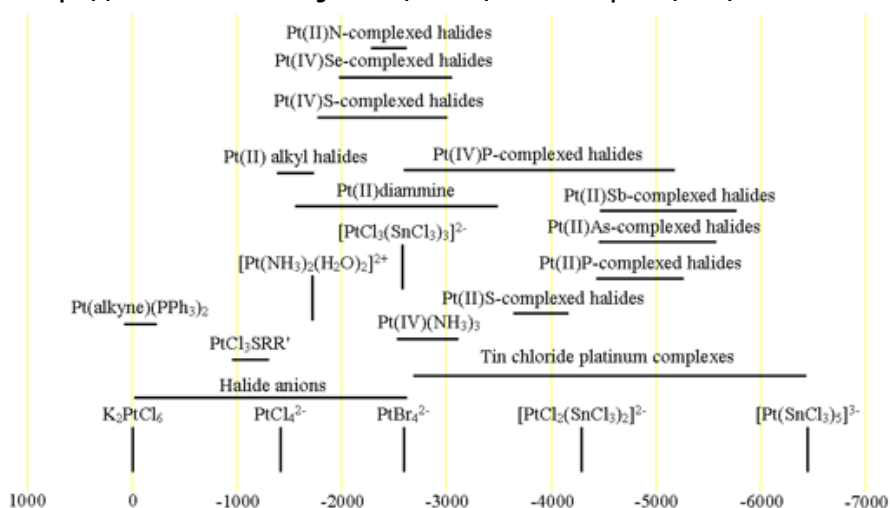 Pt(II)N-complexed halides
Pt(IV)Se-complexed halides
Pt(IV)S-complexed halides
Pt(II) alkyl halides
Pt(IV)P-complexed halides
Pt(II)diammine
Pt(II)Sb-complexed halides
[PtCl₃(SnCl₃)₃]²⁻
Pt(II)As-complexed halides
[Pt(NH₃)₂(H₂O)₂]²⁺
Pt(II)P-complexed halides
Pt(alkyne)(PPh₃)₂
Pt(II)S-complexed halides
Pt(IV)(NH₃)₃
PtCl₃SRR'
Tin chloride platinum complexes
Halide anions
K₂PtCl₆ PtCl₄²⁻ PtBr₄²⁻ [PtCl₂(SnCl₃)₂]²⁻ [Pt(SnCl₃)₅]³⁻
1000 0 -1000 -2000 -3000 -4000 -5000 -6000 -7000